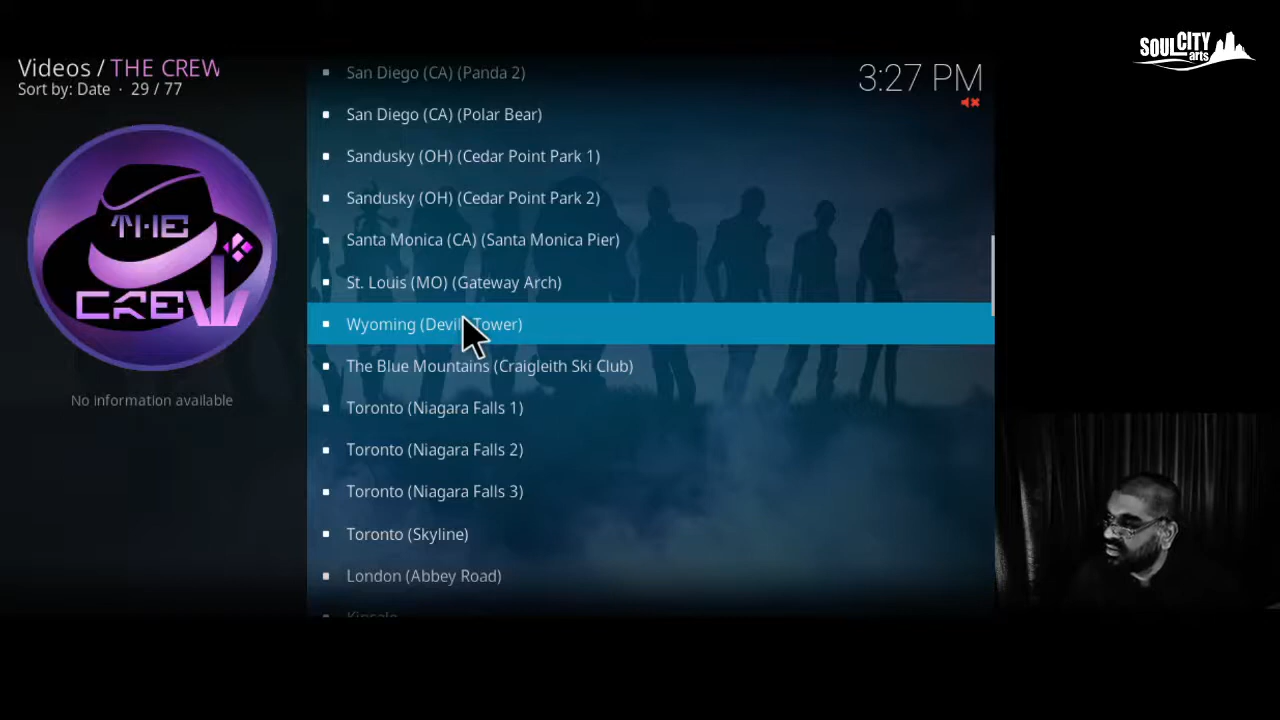 SOUL CITY
arts
Videos / THE CREW
Sort by: Date · 29 / 77
3:27 PM
THE
CREW
No information available
San Diego (CA) (Panda 2)
San Diego (CA) (Polar Bear)
Sandusky (OH) (Cedar Point Park 1)
Sandusky (OH) (Cedar Point Park 2)
Santa Monica (CA) (Santa Monica Pier)
St. Louis (MO) (Gateway Arch)
Wyoming (Devil Tower)
The Blue Mountains (Craigleith Ski Club)
Toronto (Niagara Falls 1)
Toronto (Niagara Falls 2)
Toronto (Niagara Falls 3)
Toronto (Skyline)
London (Abbey Road)
Kinsale